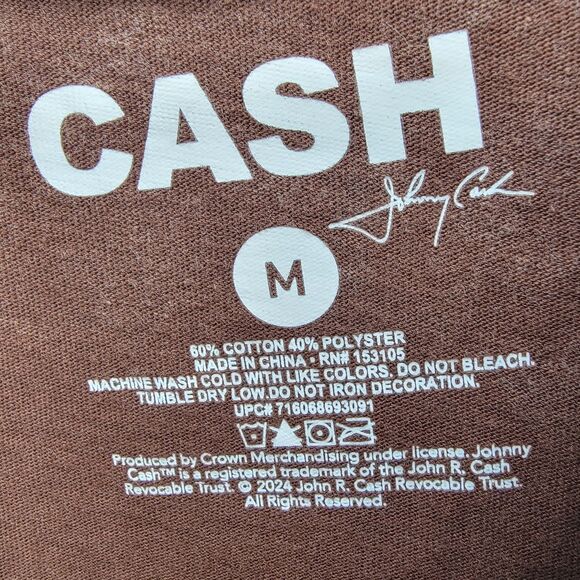 CASH
Johnny Cash
M
60% COTTON 40% POLYSTER
MADE IN CHINA • RN# 153105
MACHINE WASH COLD WITH LIKE COLORS. DO NOT BLEACH.
TUMBLE DRY LOW.DO NOT IRON DECORATION.
UPC# 716068693091
Produced by Crown Merchandising under license. Johnny
Cash™ is a registered trademark of the John R. Cash
Revocable Trust. © 2024 John R. Cash Revocable Trust.
All Rights Reserved.